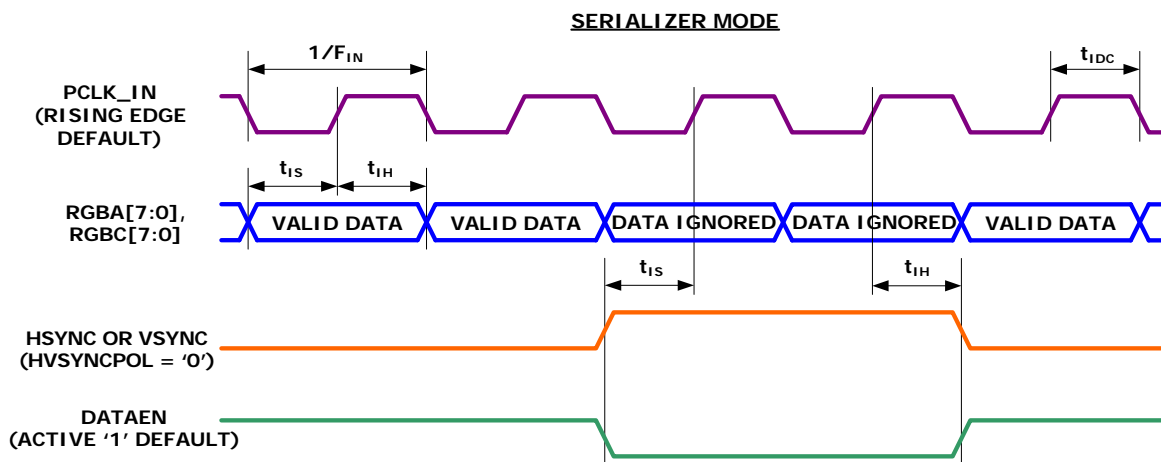 SERIALIZER MODE
1/FIN
tIDC
PCLK_IN
(RISING EDGE
DEFAULT)
tIS
tIH
RGBA[7:0],
RGBC[7:0]
VALID DATA
VALID DATA
DATA IGNORED
DATA IGNORED
VALID DATA
tIS
tIH
HSYNC OR VSYNC
(HVSYNCPOL = ‘0’)
DATAEN
(ACTIVE ‘1’ DEFAULT)